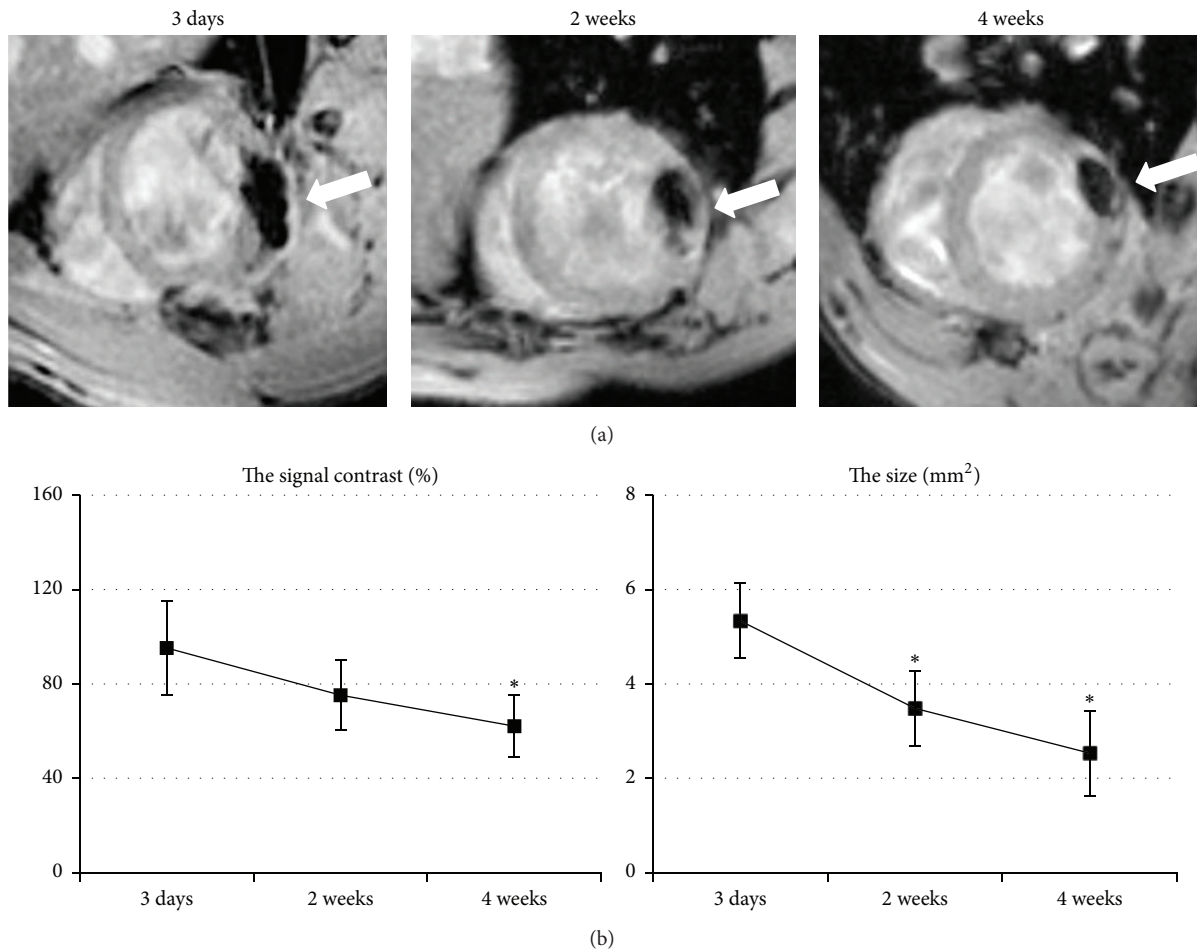 3 days
2 weeks
4 weeks
(a)
The signal contrast (%)
160
120
80
40
0
*
3 days
2 weeks
4 weeks
The size (mm²)
8
6
4
2
0
*
*
3 days
2 weeks
4 weeks
(b)